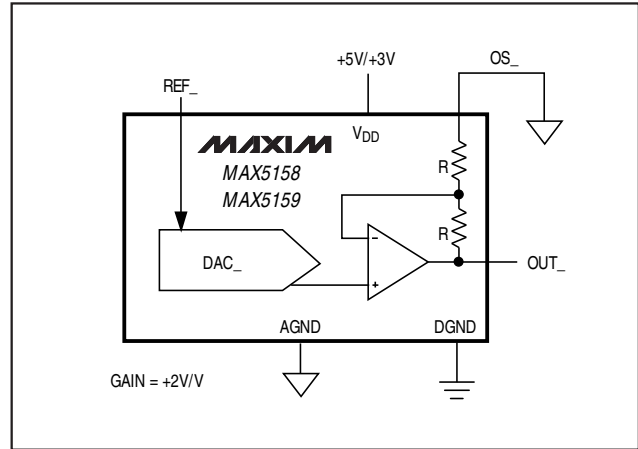 +5V/+3V
OS_
REF_
VDD
MAXIM
MAX5158
MAX5159
R
R
DAC_
-
+
OUT_
AGND
DGND
GAIN = +2V/V